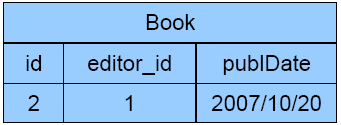 Book
id editor_id publDate
2 1 2007/10/20